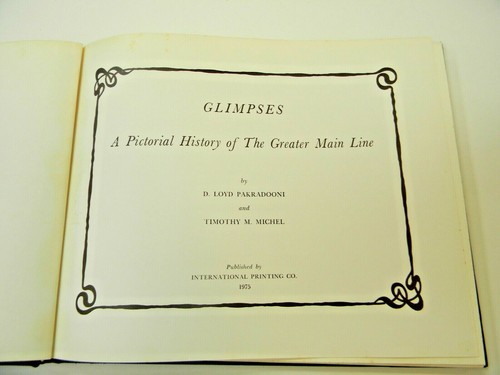 GLIMPSES
A Pictorial History of The Greater Main Line
by
D. LOYD PAKRADOONI
and
TIMOTHY M. MICHEL
Published by
INTERNATIONAL PRINTING CO.
1975